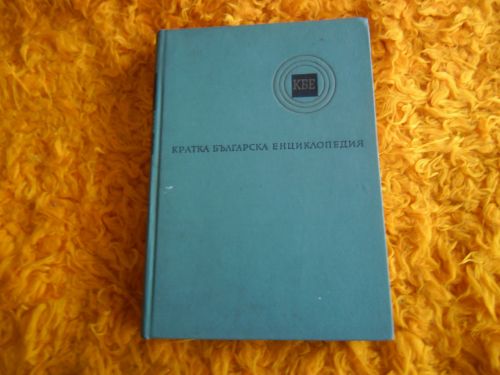 КБЕ
КРАТКА БЪЛГАРСКА ЕНЦИКЛОПЕДИЯ